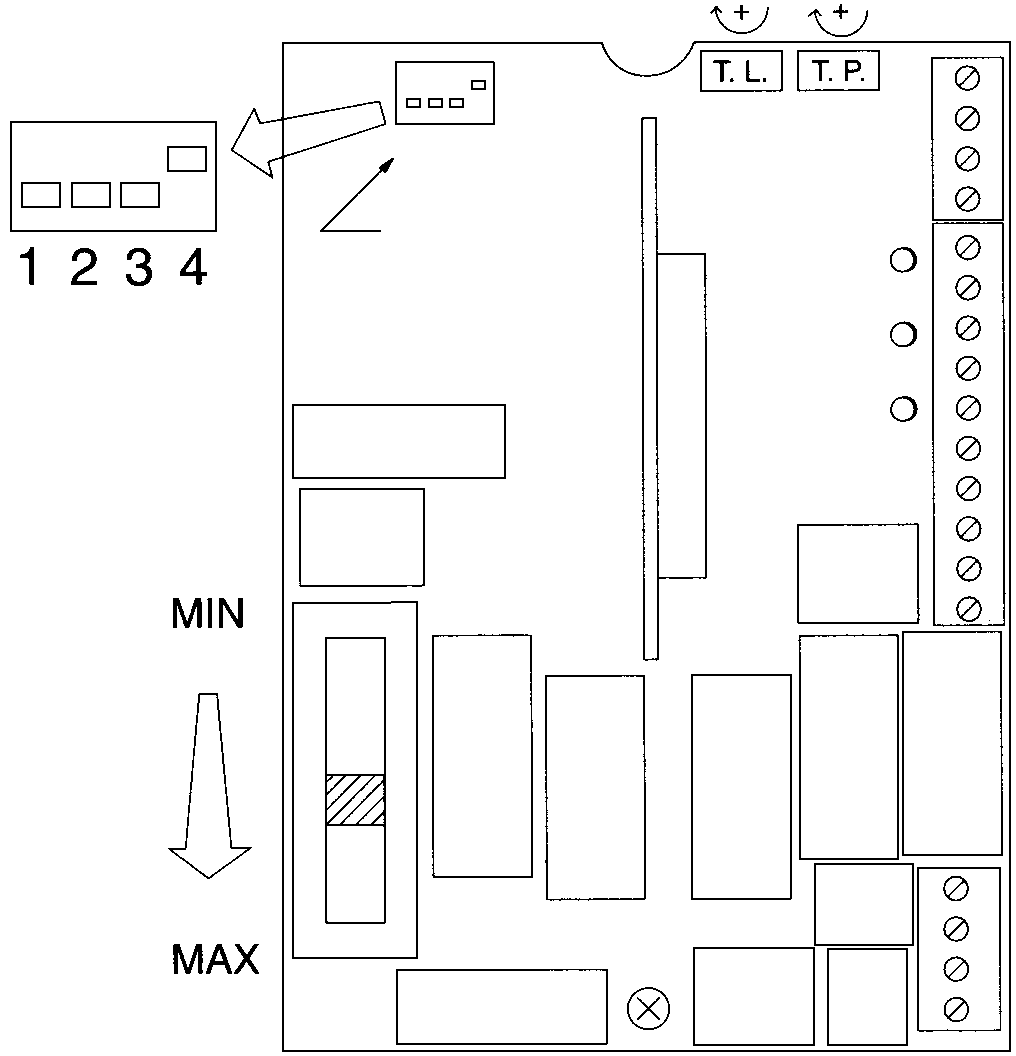 + +
T. L. T. P.
1 2 3 4
MIN
MAX